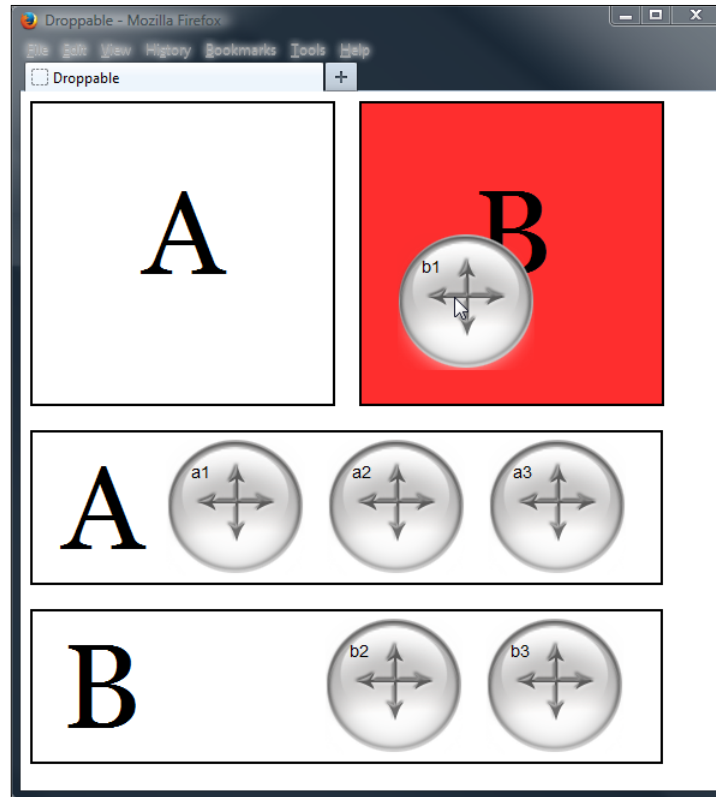 Droppable - Mozilla Firefox
File Edit View History Bookmarks Tools Help
Droppable
A B
b1
A a1 a2 a3
B b2 b3